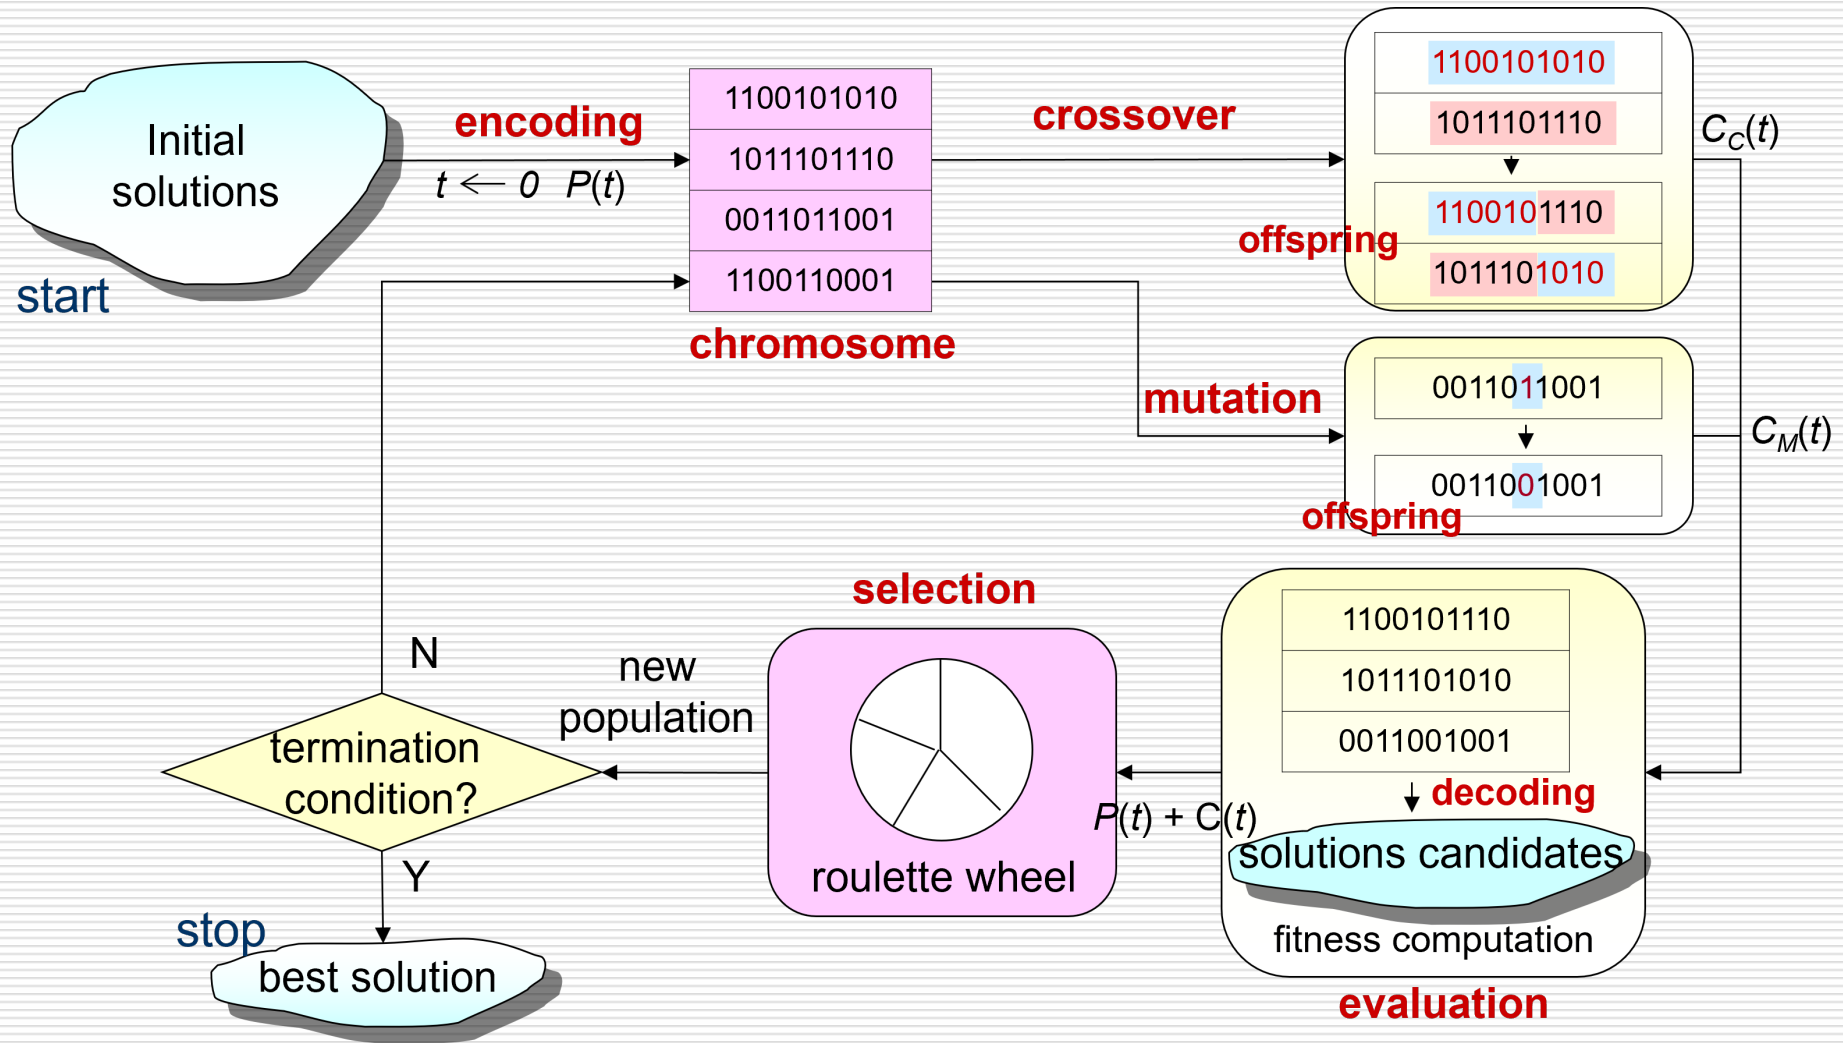 Initial
solutions
start
encoding
t ← 0 P(t)
1100101010
1011101110
0011011001
1100110001
chromosome
crossover
1100101010
1011101110
1100101110
offspring
1011101010
C_C(t)
mutation
0011011001
0011001001
offspring
C_M(t)
1100101110
1011101010
0011001001
decoding
solutions candidates
fitness computation
evaluation
P(t) + C(t)
selection
roulette wheel
new
population
termination
condition?
N
Y
stop
best solution